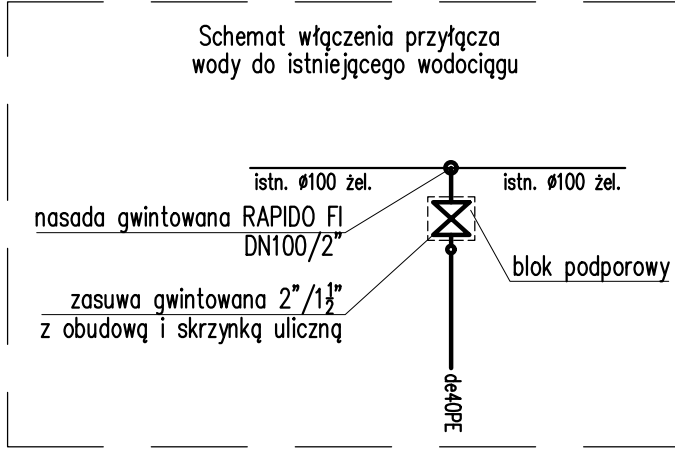 Schemat włączenia przyłącza
wody do istniejącego wodociągu
istn. ø100 żel.
istn. ø100 żel.
nasada gwintowana RAPIDO FI
DN100/2"
blok podporowy
zasuwa gwintowana 2"/1½"
z obudową i skrzynką uliczną
de40PE